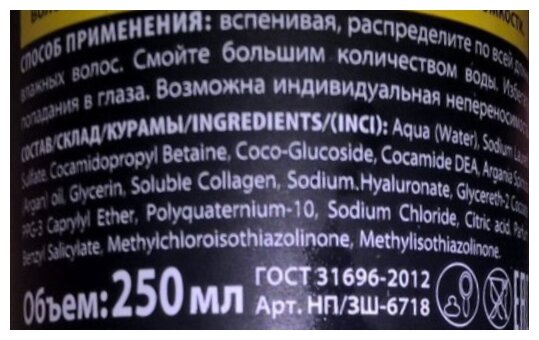 СПОСОБ ПРИМЕНЕНИЯ: вспенивая, распределите по всей
влажных волос. Смойте большим количеством воды.
попадания в глаза. Возможна индивидуальная
СОСТАВ/СКЛАД/КУРАМЫ/INGREDIENTS/(INCI): Aqua (Water), Sodium
Sulfate, Cocamidopropyl Betaine, Coco-Glucoside, Cocamide DEA, Argania
Argan oil, Glycerin, Soluble Collagen, Sodium Hyaluronate, Glycereth-2
PPG-3 Caprylyl Ether, Polyquaternium-10, Sodium Chloride, Citric acid,
Benzyl Salicylate, Methylchloroisothiazolinone, Methylisothiazolinone.
Объем: 250 мл
ГОСТ 31696-2012
Арт. НП/ЗШ-6718